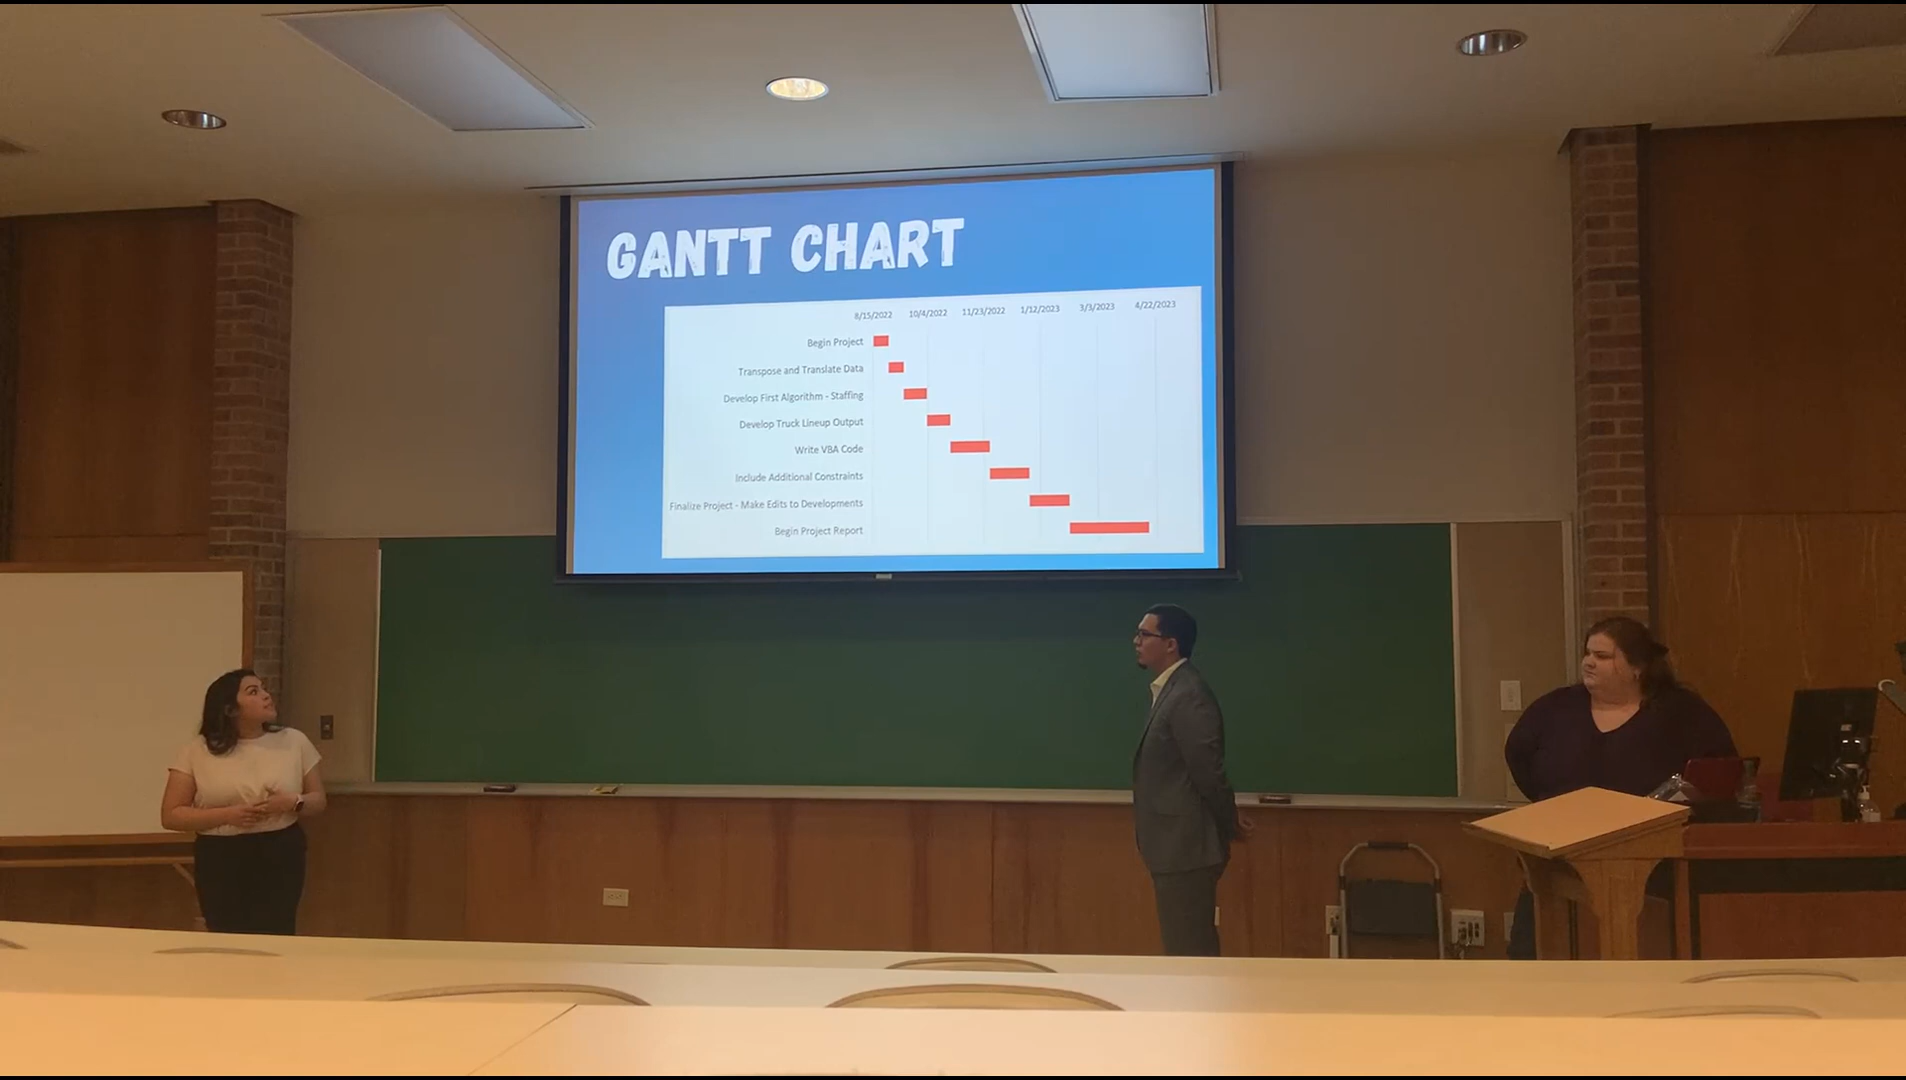 GANTT CHART
8/15/2022 10/4/2022 11/23/2022 1/12/2023 3/3/2023 4/22/2023
Begin Project
Transpose and Translate Data
Develop First Algorithm - Staffing
Develop Truck Lineup Output
Write VBA Code
Include Additional Constraints
Finalize Project - Make Edits to Developments
Begin Project Report